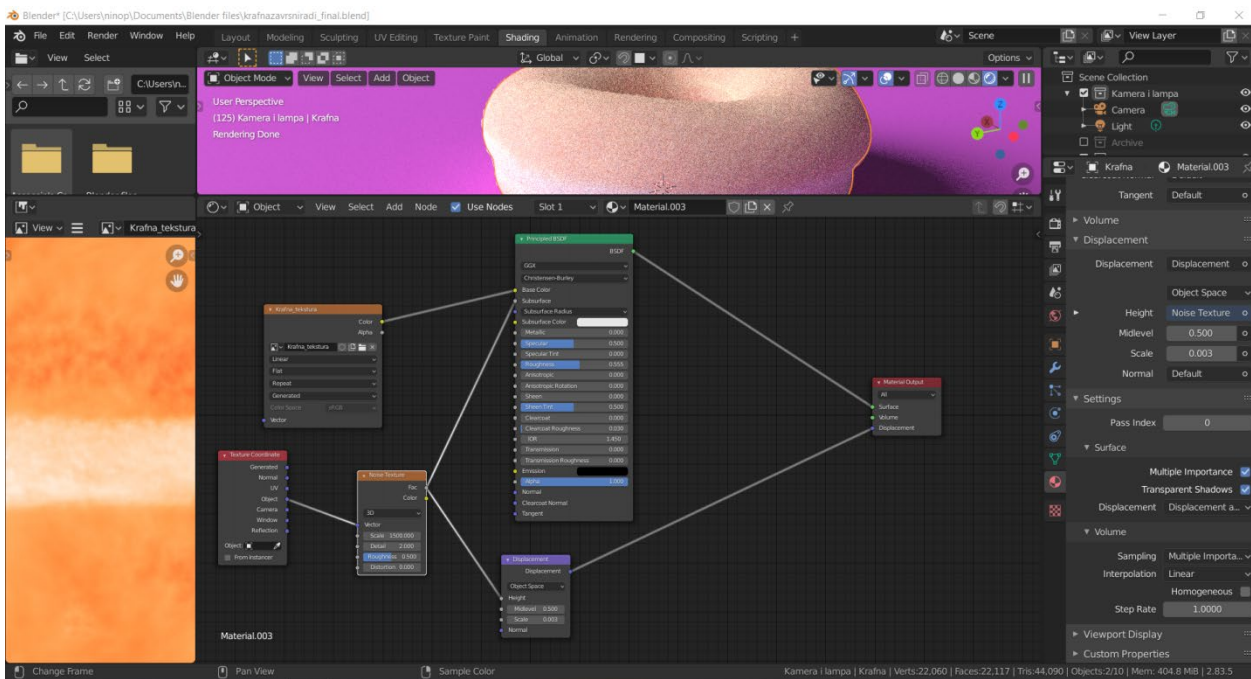 Blender* [C:\Users\ninop\Documents\Blender files\krafnazavrsniradi_final.blend]
File Edit Render Window Help Layout Modeling Sculpting UV Editing Texture Paint Shading Animation Rendering Compositing Scripting + Scene View Layer
View Select Global Options
C:\Users\n...
Object Mode View Select Add Object
User Perspective
(125) Kamera i lampa | Krafna
Rendering Done
Scene Collection
Kamera i lampa
Camera
Light
Archive
Object View Select Add Node Use Nodes Slot 1 Material.003
View Krafna_tekstura
Krafna_tekstura
Color
Alpha
Krafna_tekstura
Linear
Flat
Repeat
Generated
Color Space sRGB
Vector
Texture Coordinate
Generated
Normal
UV
Object
Camera
Window
Reflection
Object:
From Instancer
Noise Texture
Fac
Color
3D
Vector
Scale 1500.000
Detail 2.000
Roughness 0.500
Distortion 0.000
Principled BSDF
BSDF
GGX
Christensen-Burley
Base Color
Subsurface
Subsurface Radius
Subsurface Color
Metallic 0.000
Specular 0.500
Specular Tint 0.000
Roughness 0.555
Anisotropic 0.000
Anisotropic Rotation 0.000
Sheen 0.000
Sheen Tint 0.500
Clearcoat 0.000
Clearcoat Roughness 0.030
IOR 1.450
Transmission 0.000
Transmission Roughness 0.000
Emission
Alpha 1.000
Normal
Clearcoat Normal
Tangent
Displacement
Displacement
Object Space
Height
Midlevel 0.500
Scale 0.003
Normal
Material Output
All
Surface
Volume
Displacement
Material.003
Krafna Material.003
Tangent Default
Volume
Displacement
Displacement Displacement
Object Space
Height Noise Texture
Midlevel 0.500
Scale 0.003
Normal Default
Settings
Pass Index 0
Surface
Multiple Importance
Transparent Shadows
Displacement Displacement a...
Volume
Sampling Multiple Importa...
Interpolation Linear
Homogeneous
Step Rate 1.0000
Viewport Display
Custom Properties
Change Frame Pan View Sample Color Kamera i lampa | Krafna | Verts:22,060 | Faces:22,117 | Tris:44,090 | Objects:2/10 | Mem: 404.8 MiB | 2.83.5